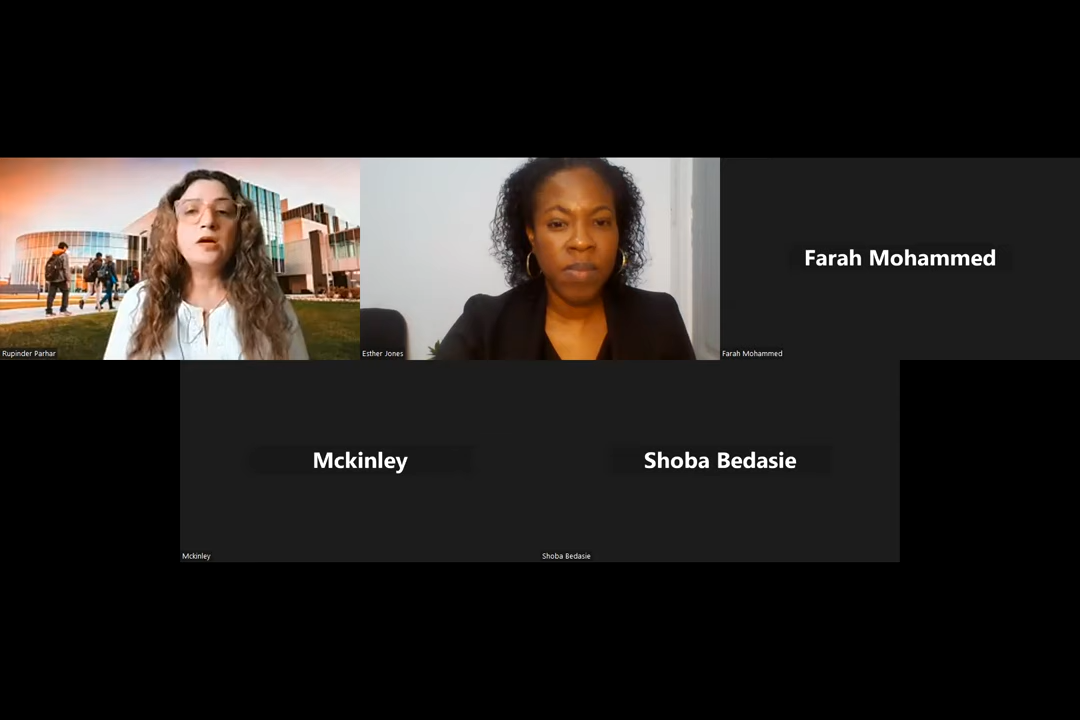 Farah Mohammed
Rupinder Parhar
Esther Jones
Farah Mohammed
Mckinley
Shoba Bedasie
Mckinley
Shoba Bedasie